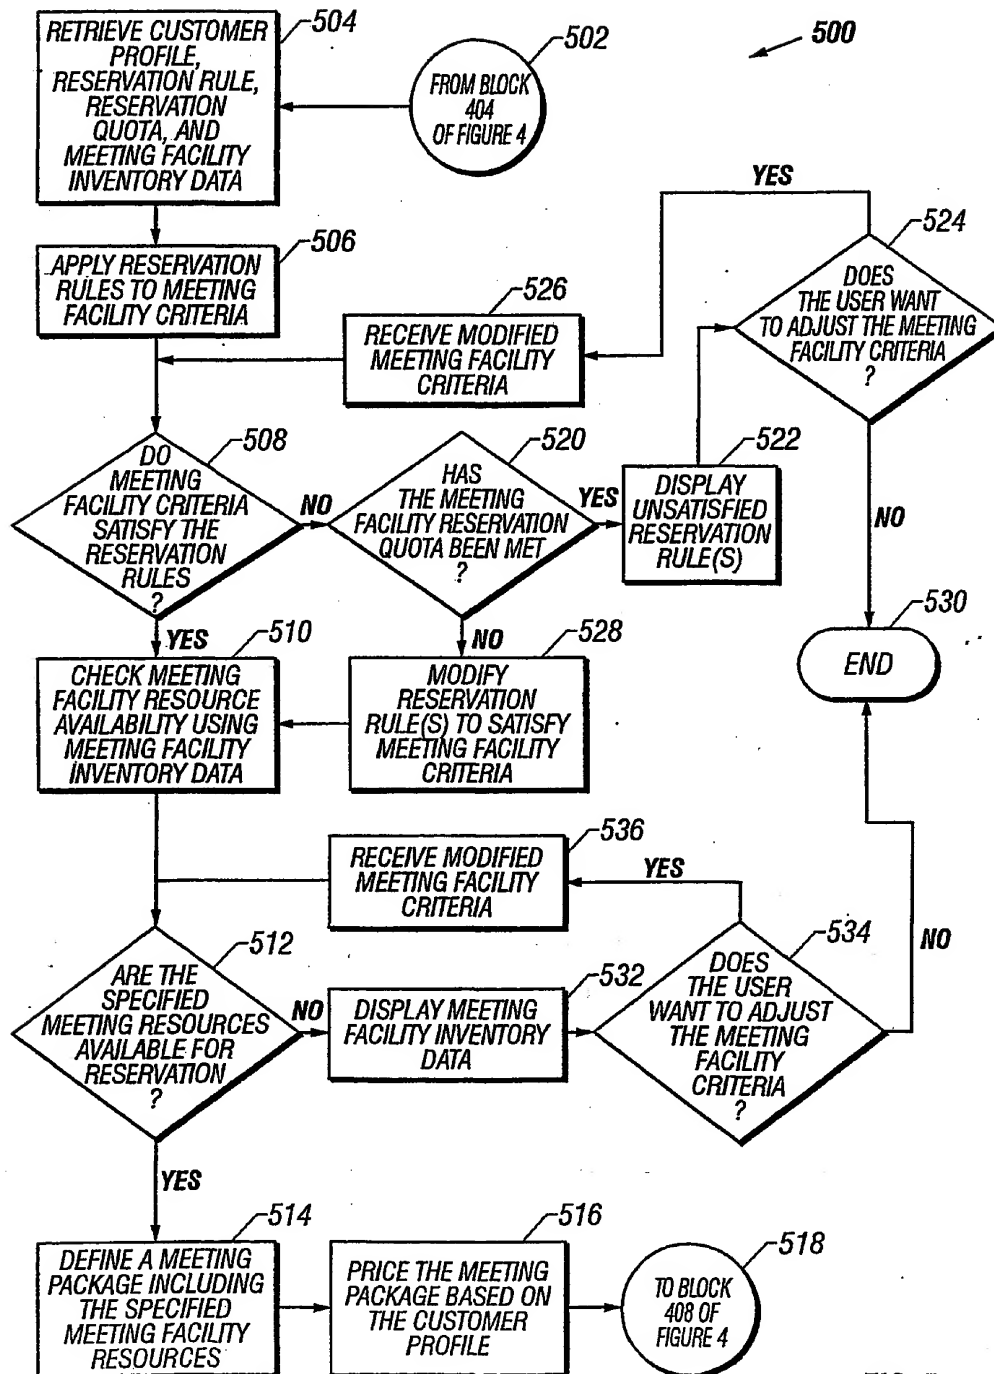 RETRIEVE CUSTOMER
PROFILE,
RESERVATION RULE,
RESERVATION
QUOTA, AND
MEETING FACILITY
INVENTORY DATA
504
FROM BLOCK
404
OF FIGURE 4
502
500
APPLY RESERVATION
RULES TO MEETING
FACILITY CRITERIA
506
RECEIVE MODIFIED
MEETING FACILITY
CRITERIA
526
YES
DOES
THE USER WANT
TO ADJUST THE MEETING
FACILITY CRITERIA
?
524
DO
MEETING
FACILITY CRITERIA
SATISFY THE
RESERVATION
RULES
?
508
NO
HAS
THE MEETING
FACILITY RESERVATION
QUOTA BEEN MET
?
520
YES
DISPLAY
UNSATISFIED
RESERVATION
RULE(S)
522
NO
YES
NO
END
530
CHECK MEETING
FACILITY RESOURCE
AVAILABILITY USING
MEETING FACILITY
INVENTORY DATA
510
MODIFY
RESERVATION
RULE(S) TO SATISFY
MEETING FACILITY
CRITERIA
528
RECEIVE MODIFIED
MEETING FACILITY
CRITERIA
536
YES
ARE THE
SPECIFIED
MEETING RESOURCES
AVAILABLE FOR
RESERVATION
?
512
NO
DISPLAY MEETING
FACILITY INVENTORY
DATA
532
DOES
THE USER
WANT TO ADJUST
THE MEETING
FACILITY
CRITERIA
?
534
NO
YES
DEFINE A MEETING
PACKAGE INCLUDING
THE SPECIFIED
MEETING FACILITY
RESOURCES
514
PRICE THE MEETING
PACKAGE BASED ON
THE CUSTOMER
PROFILE
516
TO BLOCK
408 OF
FIGURE 4
518